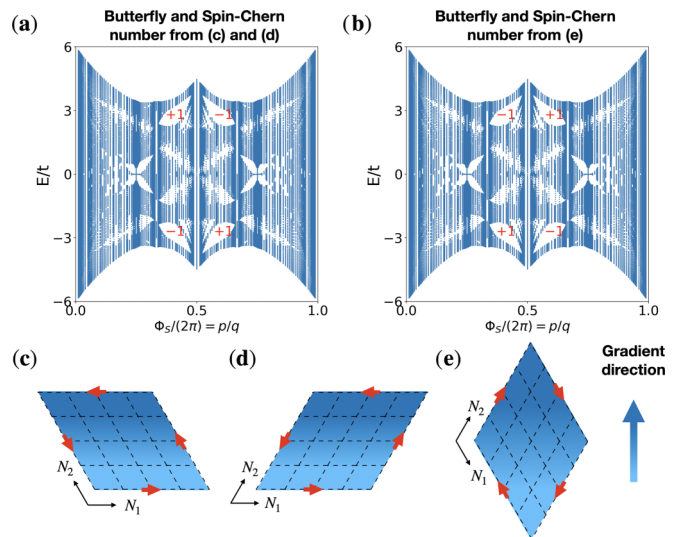 (a)
Butterfly and Spin-Chern
number from (c) and (d)
6
3
0
−3
−6
E/t
+1
−1
−1
+1
0.0
0.5
1.0
Φ_S/(2π) = p/q
(b)
Butterfly and Spin-Chern
number from (e)
6
3
0
−3
−6
E/t
−1
+1
+1
−1
0.0
0.5
1.0
Φ_S/(2π) = p/q
(c)
N₂
N₁
(d)
N₂
N₁
(e)
N₂
N₁
Gradient
direction